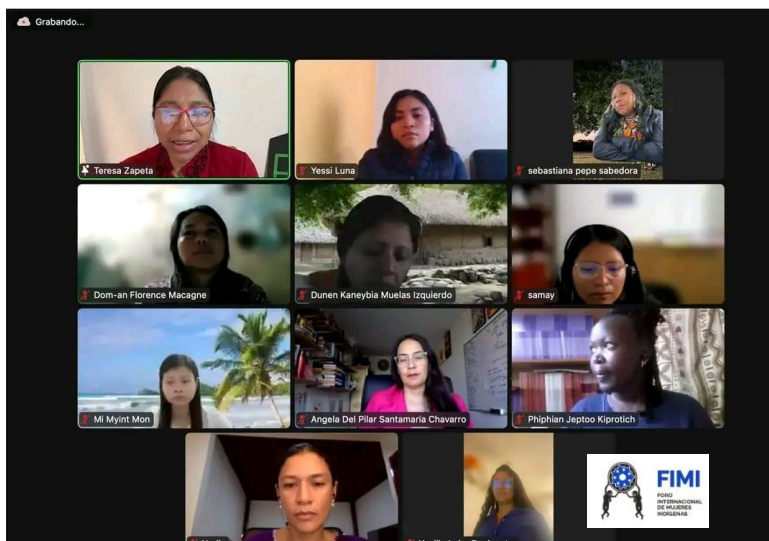 Grabando...
Teresa Zapeta
Yessi Luna
sebastiana pepe sabedora
Dom-an Florence Macagne
Dunen Kaneybia Muelas Izquierdo
samay
Mi Myint Mon
Angela Del Pilar Santamaria Chavarro
Phiphian Jeptoo Kiprotich
FIMI
FORO
INTERNACIONAL
DE MUJERES
INDÍGENAS